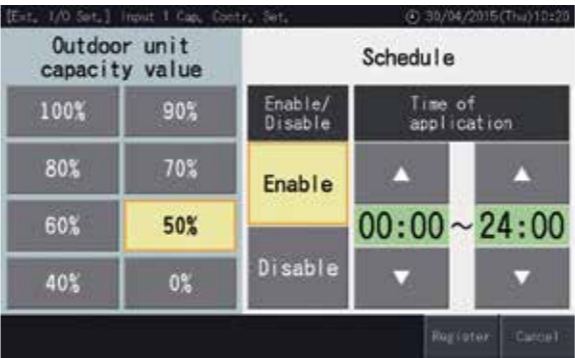 [Ext. I/O Set.] Input 1 Cap. Contr. Set. 30/04/2015(Thu)10:20
Outdoor unit
capacity value
100% 90%
80% 70%
60% 50%
40% 0%
Schedule
Enable/
Disable
Time of
application
Enable
00:00 ~ 24:00
Disable
Register Cancel